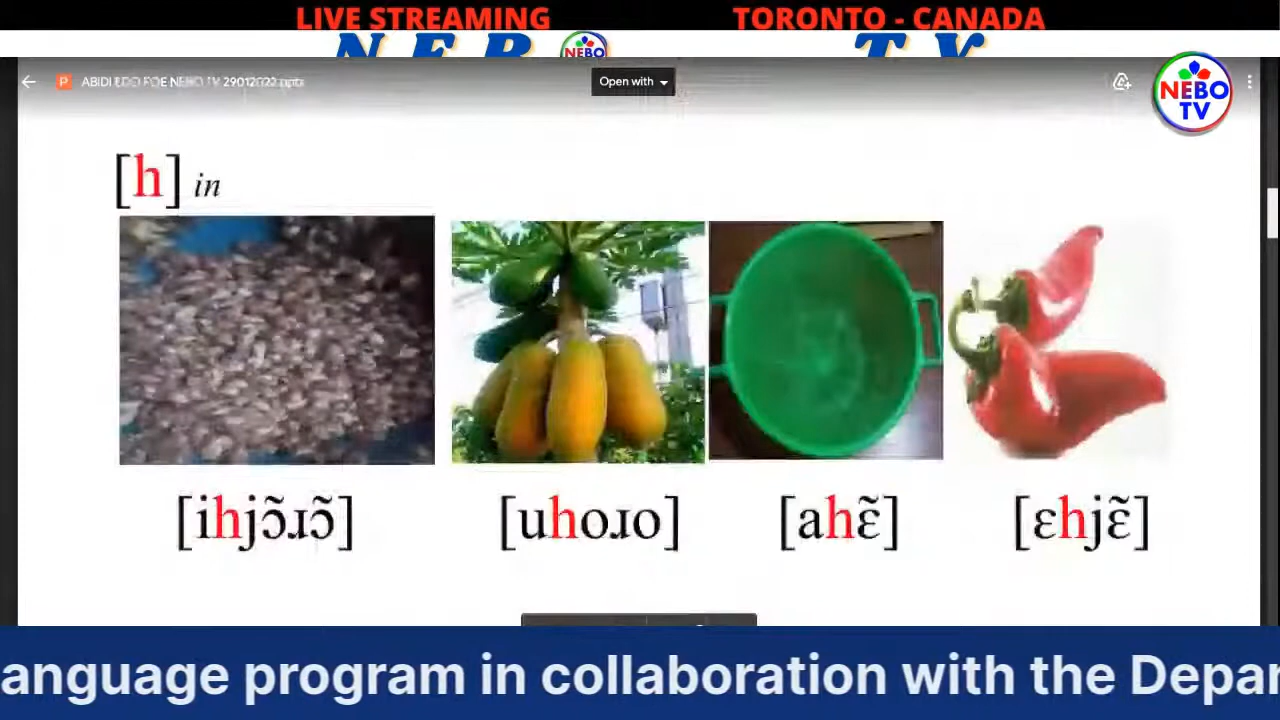 LIVE STREAMING TORONTO - CANADA
NEBO
NEBO TV
Open with
[h] in
[ihjɔ̃ɹɔ̃] [uhoɹo] [ahɛ̃] [ɛhjɛ̃]
anguage program in collaboration with the Depar